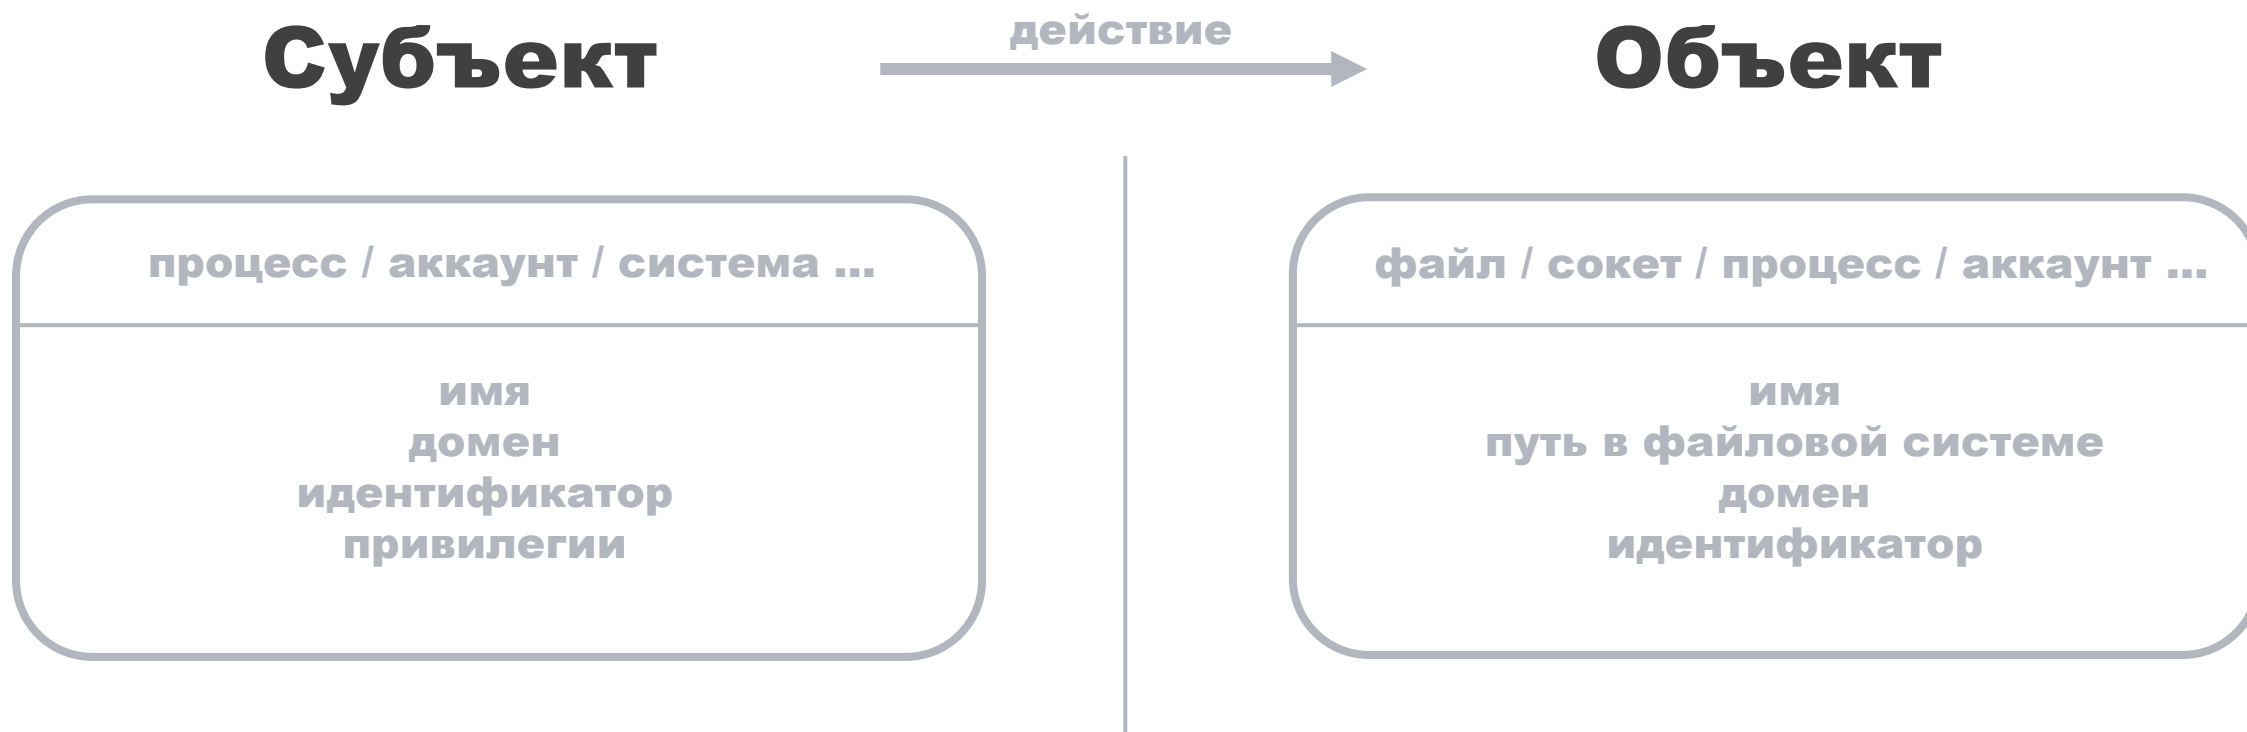 Субъект
действие
Объект
процесс / аккаунт / система ...
имя
домен
идентификатор
привилегии
файл / сокет / процесс / аккаунт ...
имя
путь в файловой системе
домен
идентификатор